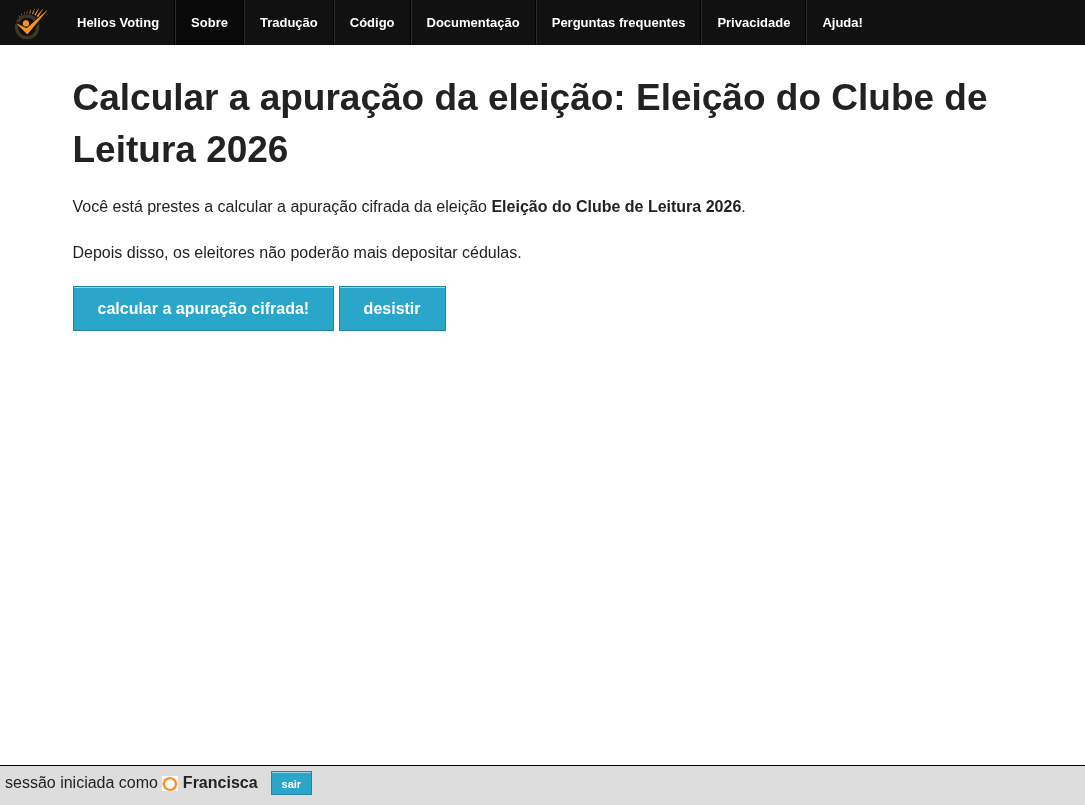 Helios Voting Sobre Tradução Código Documentação Perguntas frequentes Privacidade Ajuda!
Calcular a apuração da eleição: Eleição do Clube de
Leitura 2026
Você está prestes a calcular a apuração cifrada da eleição Eleição do Clube de Leitura 2026.
Depois disso, os eleitores não poderão mais depositar cédulas.
calcular a apuração cifrada! desistir
sessão iniciada como Francisca sair